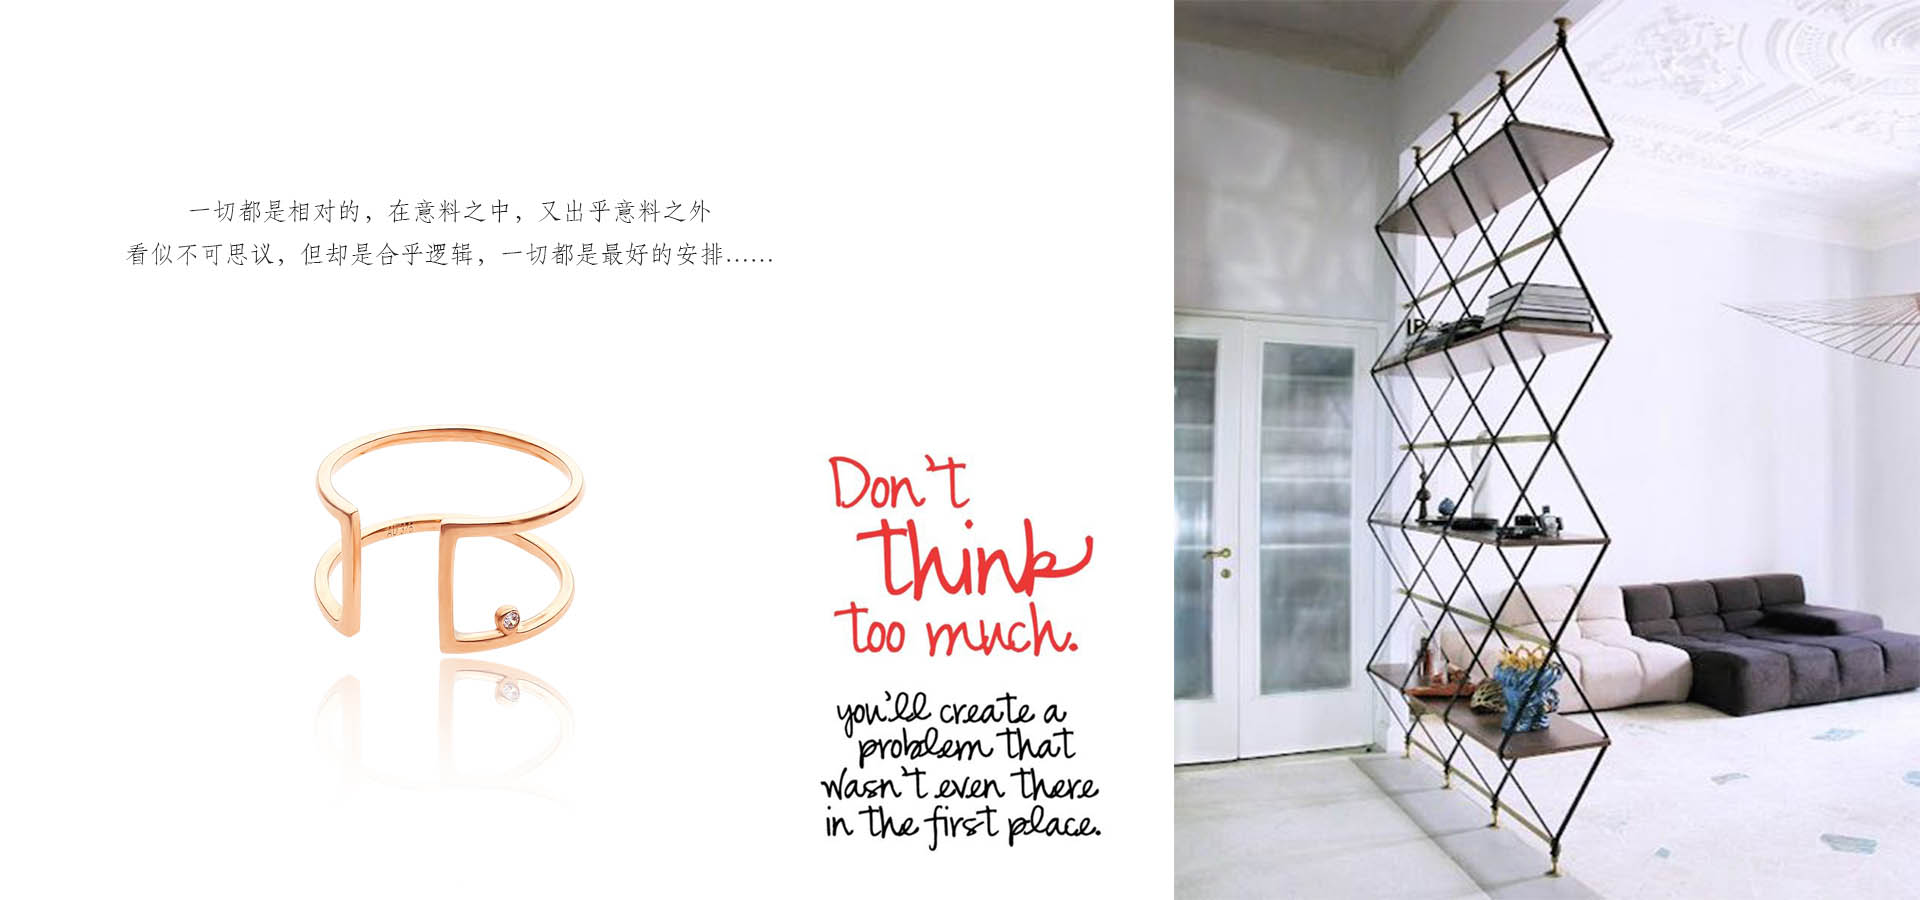 一切都是相对的，在意料之中，又出乎意料之外
看似不可思议，但却是合乎逻辑，一切都是最好的安排……
Don't
think
too much.
you'll create a
problem that
wasn't even there
in the first place.